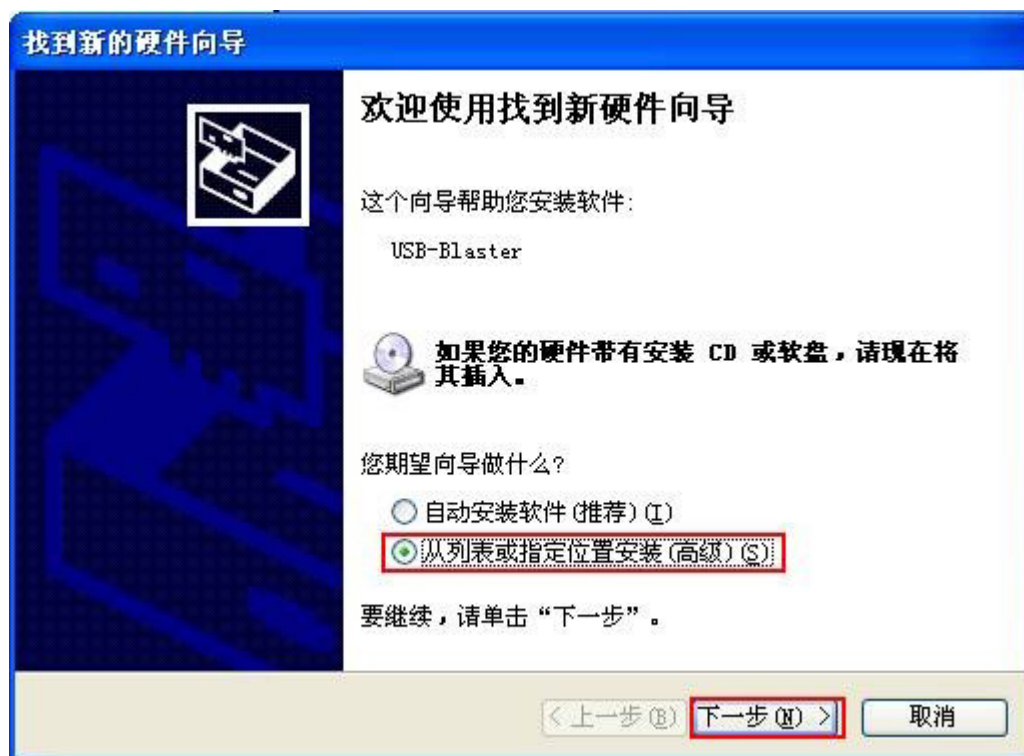 找到新的硬件向导
欢迎使用找到新硬件向导
这个向导帮助您安装软件:
USB-Blaster
如果您的硬件带有安装 CD 或软盘，请现在将
其插入。
您期望向导做什么?
自动安装软件(推荐)(I)
从列表或指定位置安装(高级)(S)
要继续，请单击“下一步”。
< 上一步(B) 下一步(N) > 取消